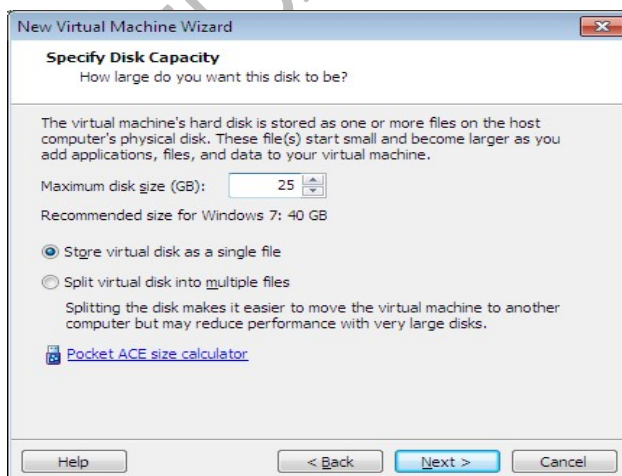 New Virtual Machine Wizard
Specify Disk Capacity
How large do you want this disk to be?
The virtual machine's hard disk is stored as one or more files on the host
computer's physical disk. These file(s) start small and become larger as you
add applications, files, and data to your virtual machine.
Maximum disk size (GB): 25
Recommended size for Windows 7: 40 GB
Store virtual disk as a single file
Split virtual disk into multiple files
Splitting the disk makes it easier to move the virtual machine to another
computer but may reduce performance with very large disks.
Pocket ACE size calculator
Help < Back Next > Cancel